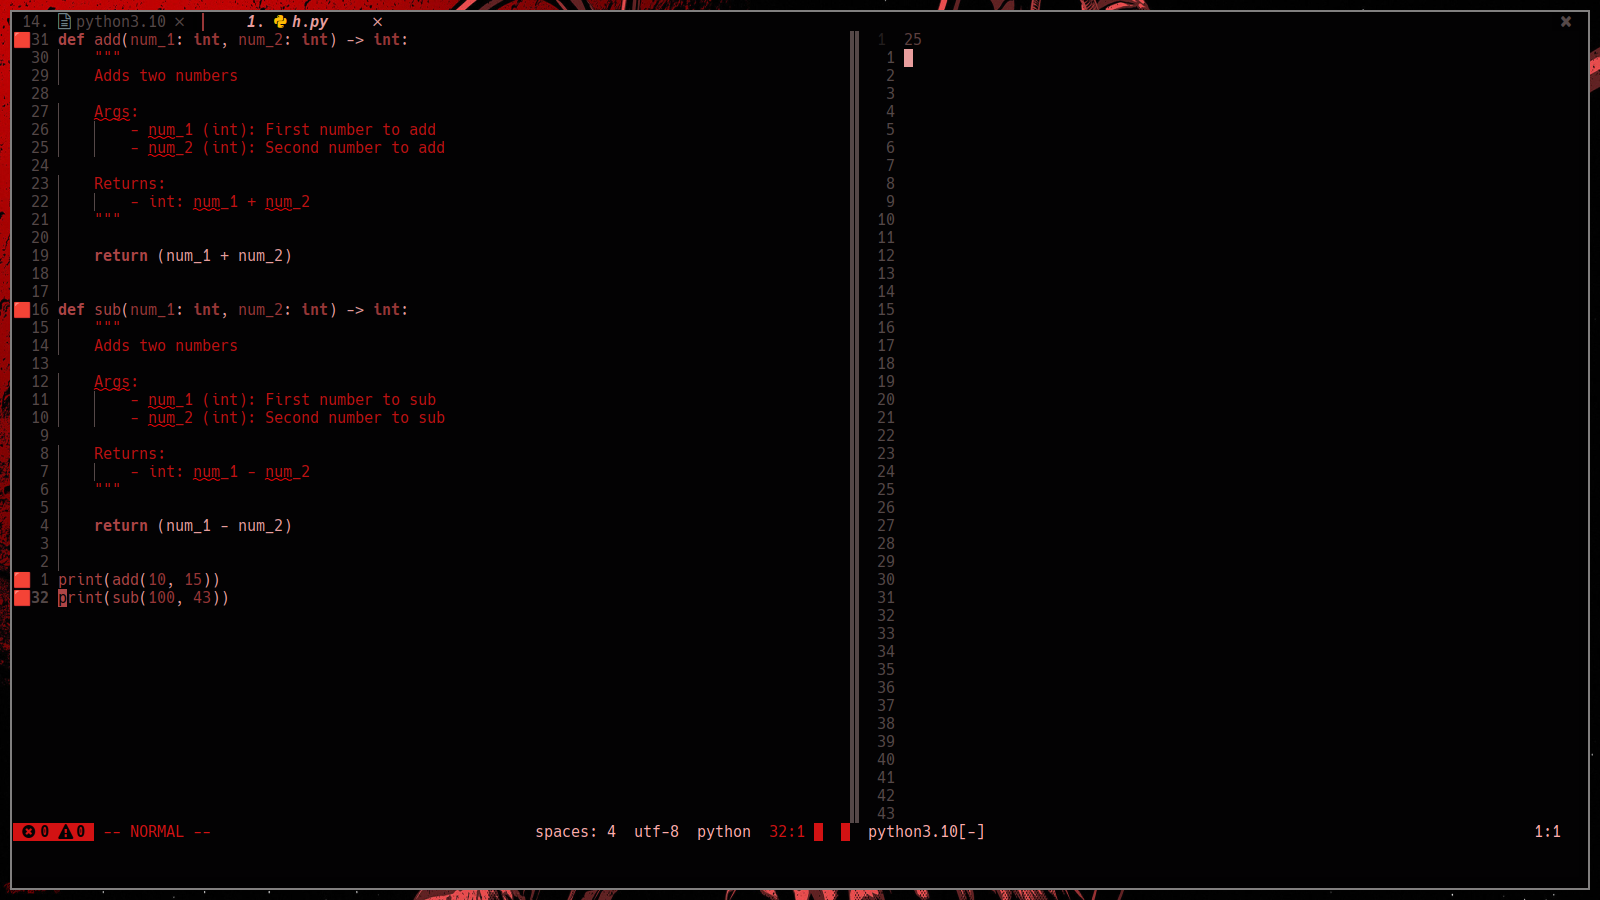 14. python3.10 × | 1. h.py × ✖
31 def add(num_1: int, num_2: int) -> int:
30 """
29 Adds two numbers
28
27 Args:
26 - num_1 (int): First number to add
25 - num_2 (int): Second number to add
24
23 Returns:
22 - int: num_1 + num_2
21 """
20
19 return (num_1 + num_2)
18
17
16 def sub(num_1: int, num_2: int) -> int:
15 """
14 Adds two numbers
13
12 Args:
11 - num_1 (int): First number to sub
10 - num_2 (int): Second number to sub
9
8 Returns:
7 - int: num_1 - num_2
6 """
5
4 return (num_1 - num_2)
3
2
1 print(add(10, 15))
32 print(sub(100, 43))
0 0 -- NORMAL -- spaces: 4 utf-8 python 32:1
1 25
1
2
3
4
5
6
7
8
9
10
11
12
13
14
15
16
17
18
19
20
21
22
23
24
25
26
27
28
29
30
31
32
33
34
35
36
37
38
39
40
41
42
43
python3.10[-] 1:1